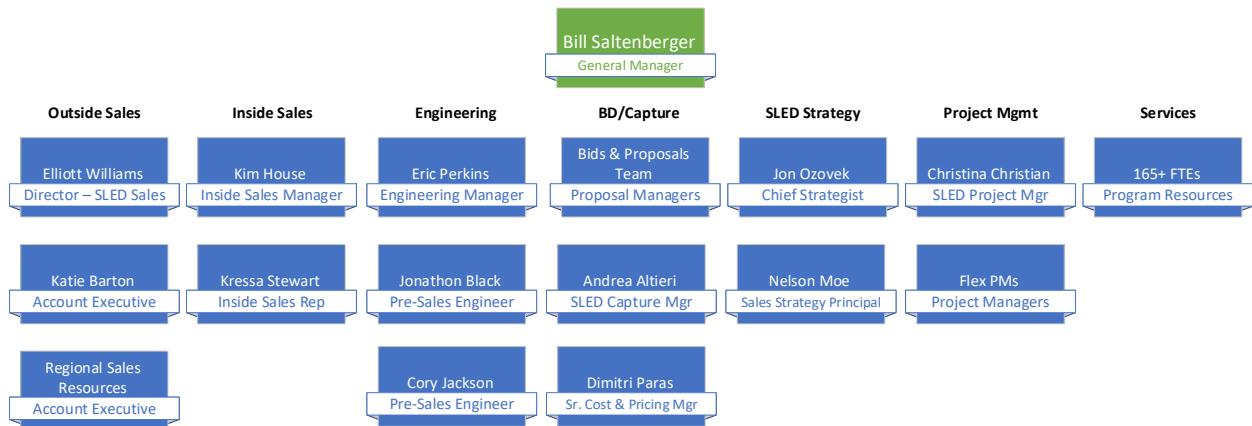 Bill Saltenberger
General Manager
Outside Sales
Inside Sales
Engineering
BD/Capture
SLED Strategy
Project Mgmt
Services
Elliott Williams
Director – SLED Sales
Kim House
Inside Sales Manager
Eric Perkins
Engineering Manager
Bids & Proposals
Team
Proposal Managers
Jon Ozovek
Chief Strategist
Christina Christian
SLED Project Mgr
165+ FTEs
Program Resources
Katie Barton
Account Executive
Kressa Stewart
Inside Sales Rep
Jonathon Black
Pre-Sales Engineer
Andrea Altieri
SLED Capture Mgr
Nelson Moe
Sales Strategy Principal
Flex PMs
Project Managers
Regional Sales
Resources
Account Executive
Cory Jackson
Pre-Sales Engineer
Dimitri Paras
Sr. Cost & Pricing Mgr